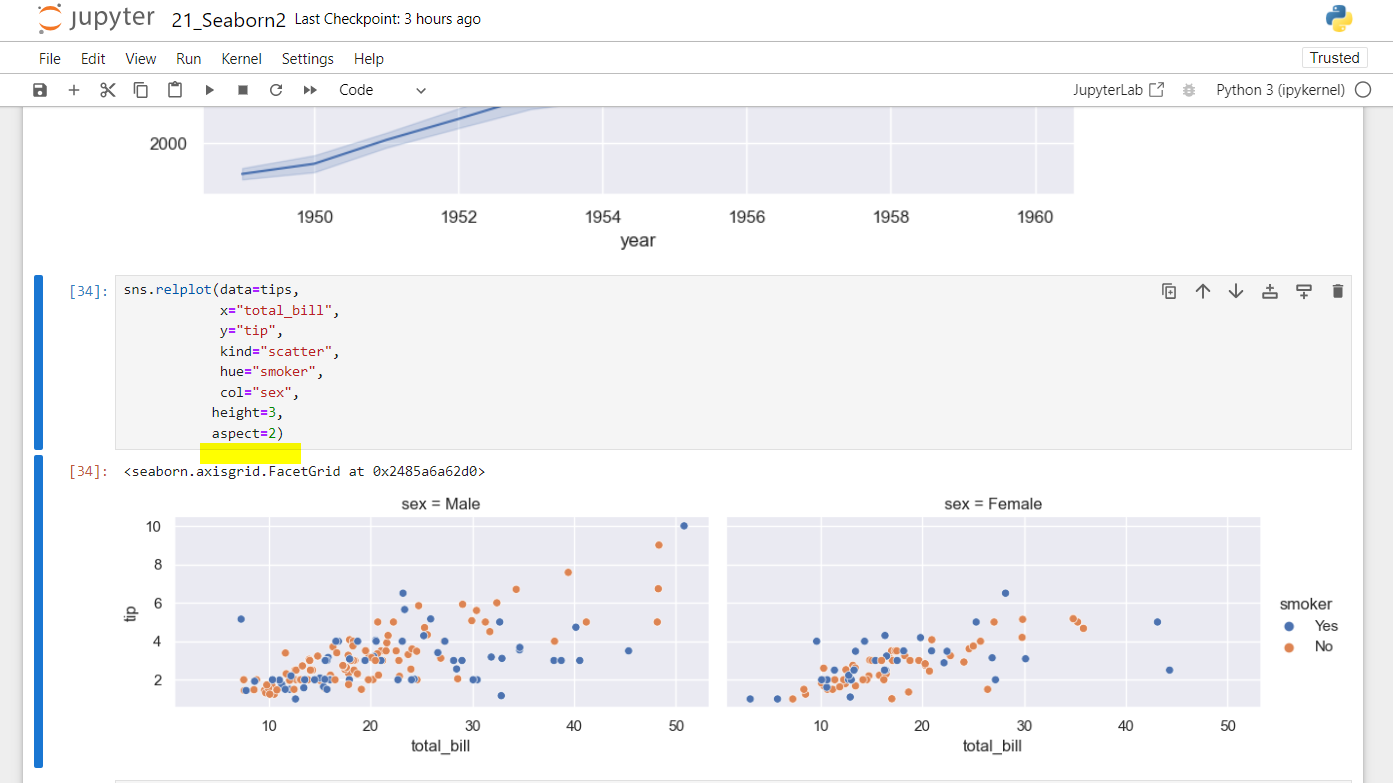 jupyter 21_Seaborn2 Last Checkpoint: 3 hours ago
File Edit View Run Kernel Settings Help Trusted
Code JupyterLab Python 3 (ipykernel)
2000
1950 1952 1954 1956 1958 1960
year
[34]: sns.relplot(data=tips,
x="total_bill",
y="tip",
kind="scatter",
hue="smoker",
col="sex",
height=3,
aspect=2)
[34]: <seaborn.axisgrid.FacetGrid at 0x2485a6a62d0>
sex = Male sex = Female
10
8
6
4
2
tip
smoker
Yes
No
10 20 30 40 50 10 20 30 40 50
total_bill total_bill